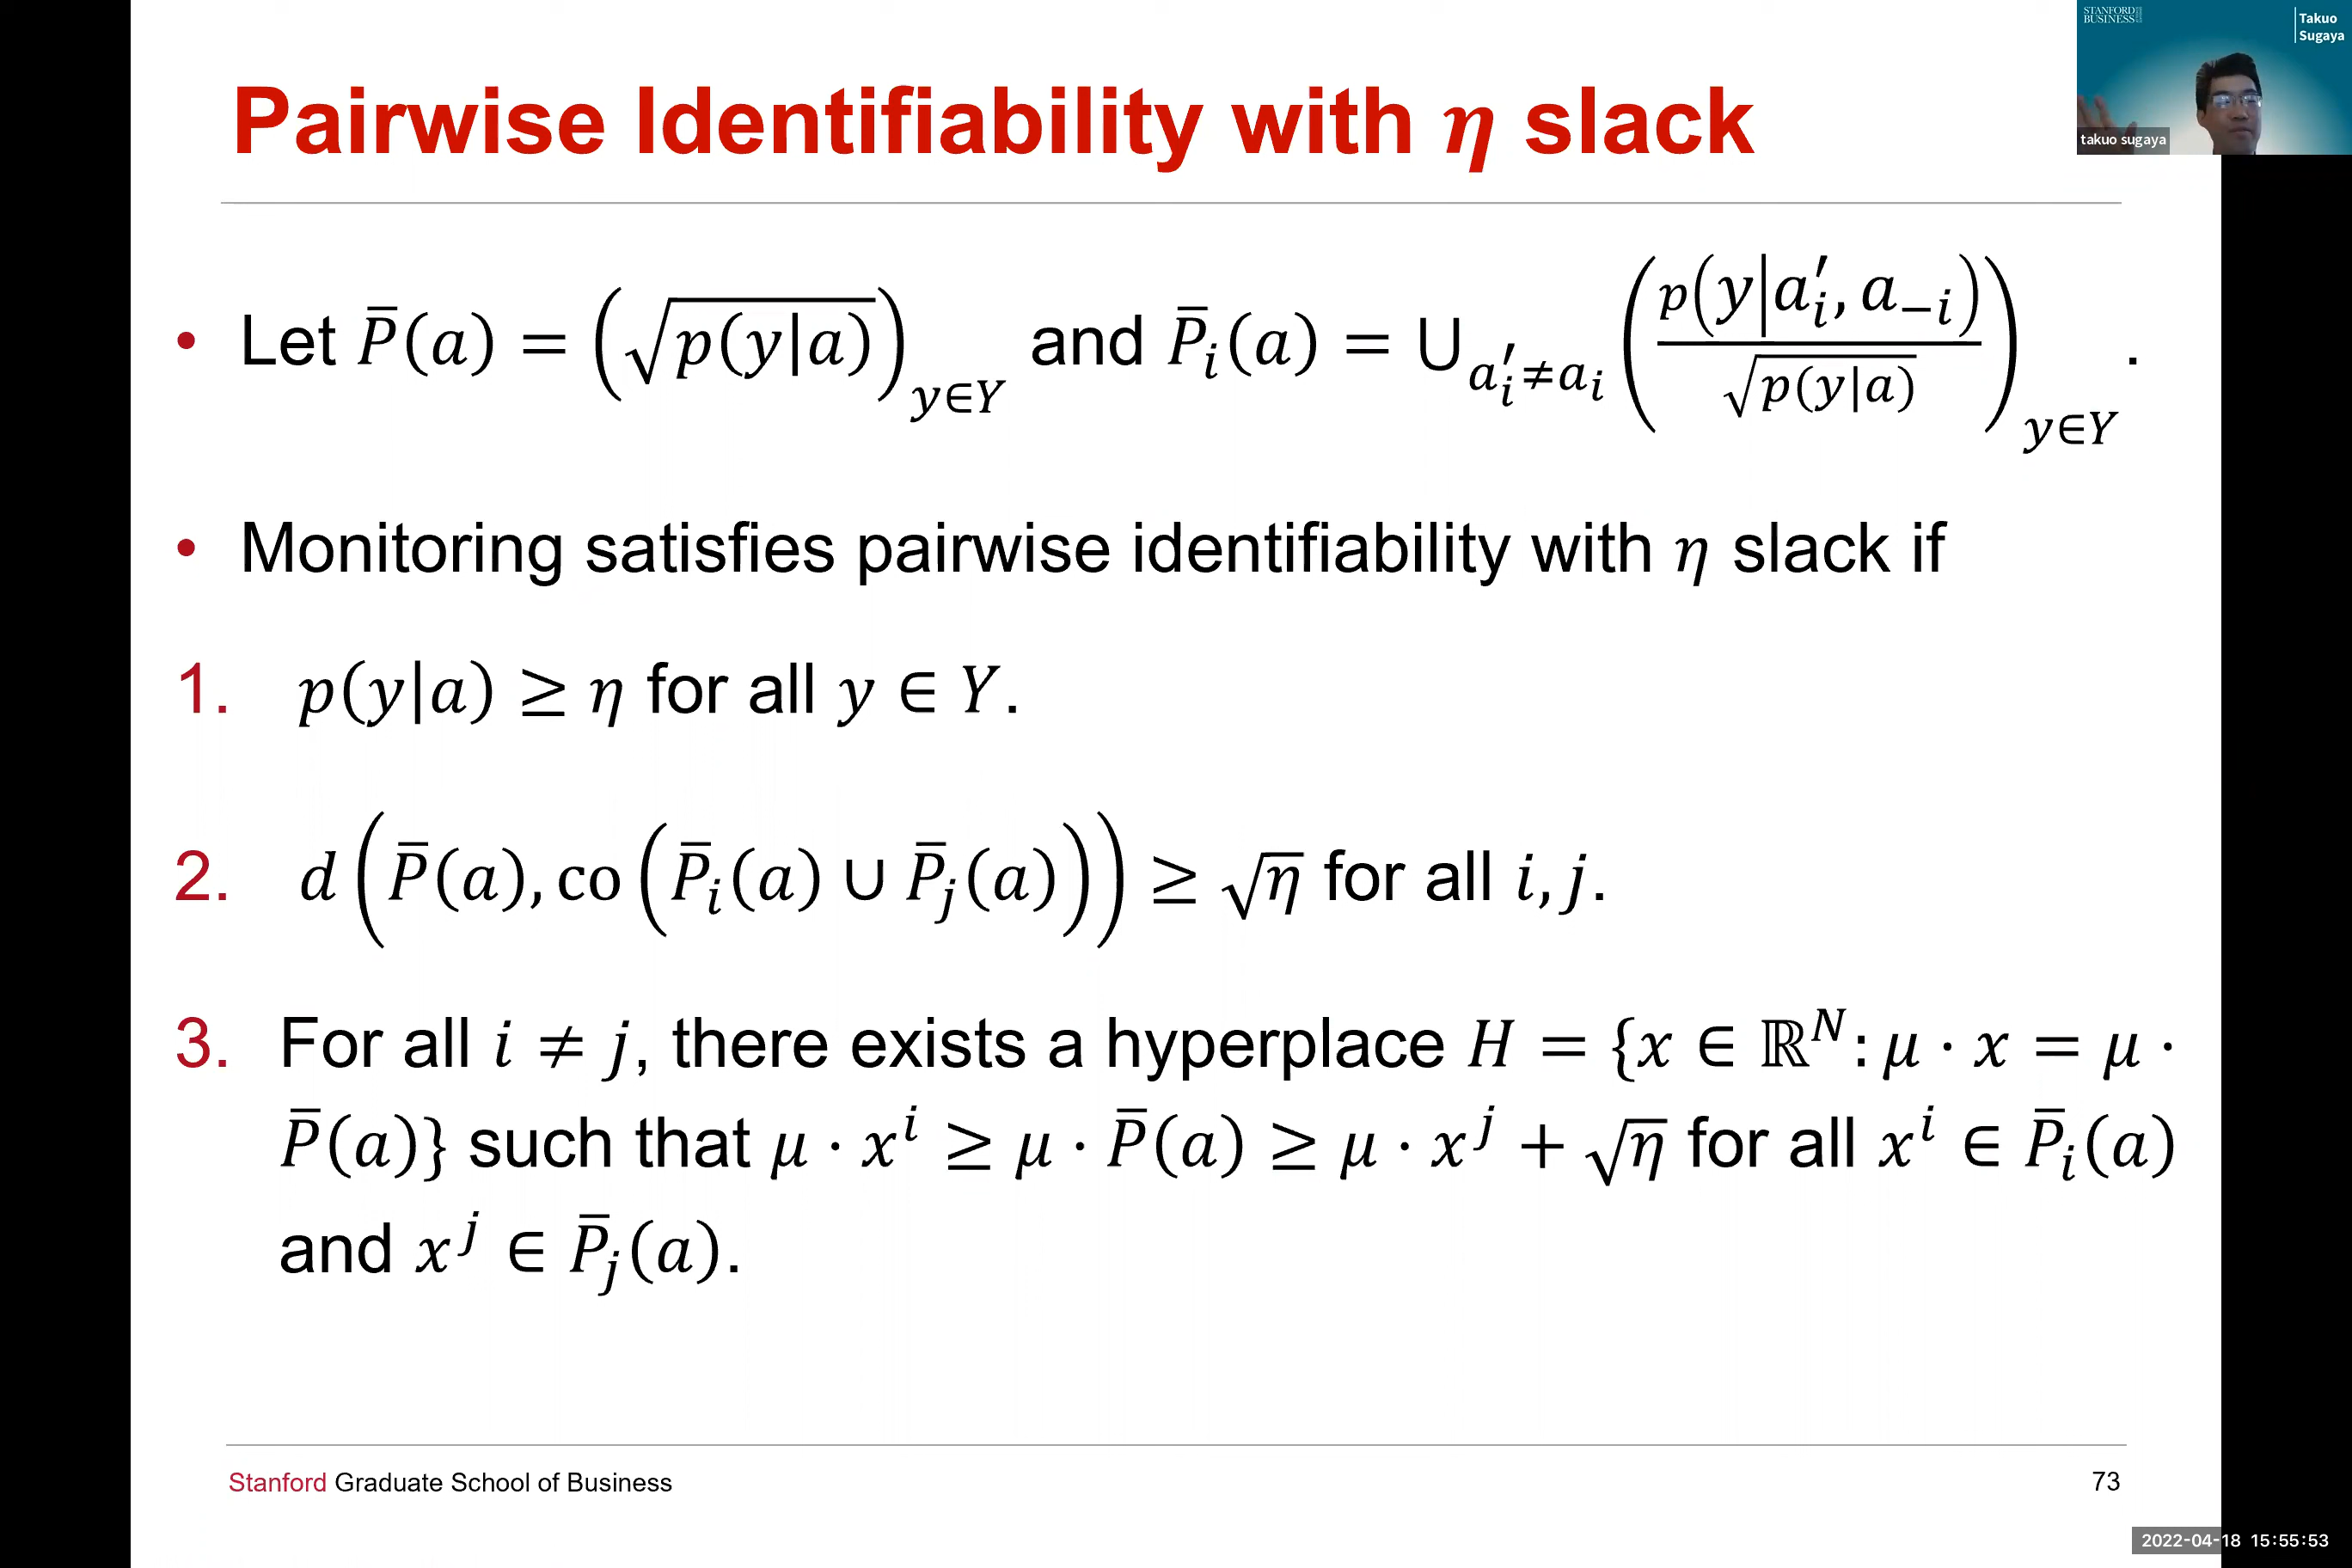 STANFORD
BUSINESS
Takuo
Sugaya
takuo sugaya
Pairwise Identifiability with η slack
• Let P̄(a) = (√p(y|a))_{y∈Y} and P̄_i(a) = ∪_{a′_i≠a_i} (p(y|a′_i, a_{−i}) / √p(y|a))_{y∈Y} .
• Monitoring satisfies pairwise identifiability with η slack if
1. p(y|a) ≥ η for all y ∈ Y.
2. d(P̄(a), co(P̄_i(a) ∪ P̄_j(a))) ≥ √η for all i, j.
3. For all i ≠ j, there exists a hyperplace H = {x ∈ ℝ^N: μ · x = μ ·
P̄(a)} such that μ · x^i ≥ μ · P̄(a) ≥ μ · x^j + √η for all x^i ∈ P̄_i(a)
and x^j ∈ P̄_j(a).
Stanford Graduate School of Business
73
2022-04-18 15:55:53